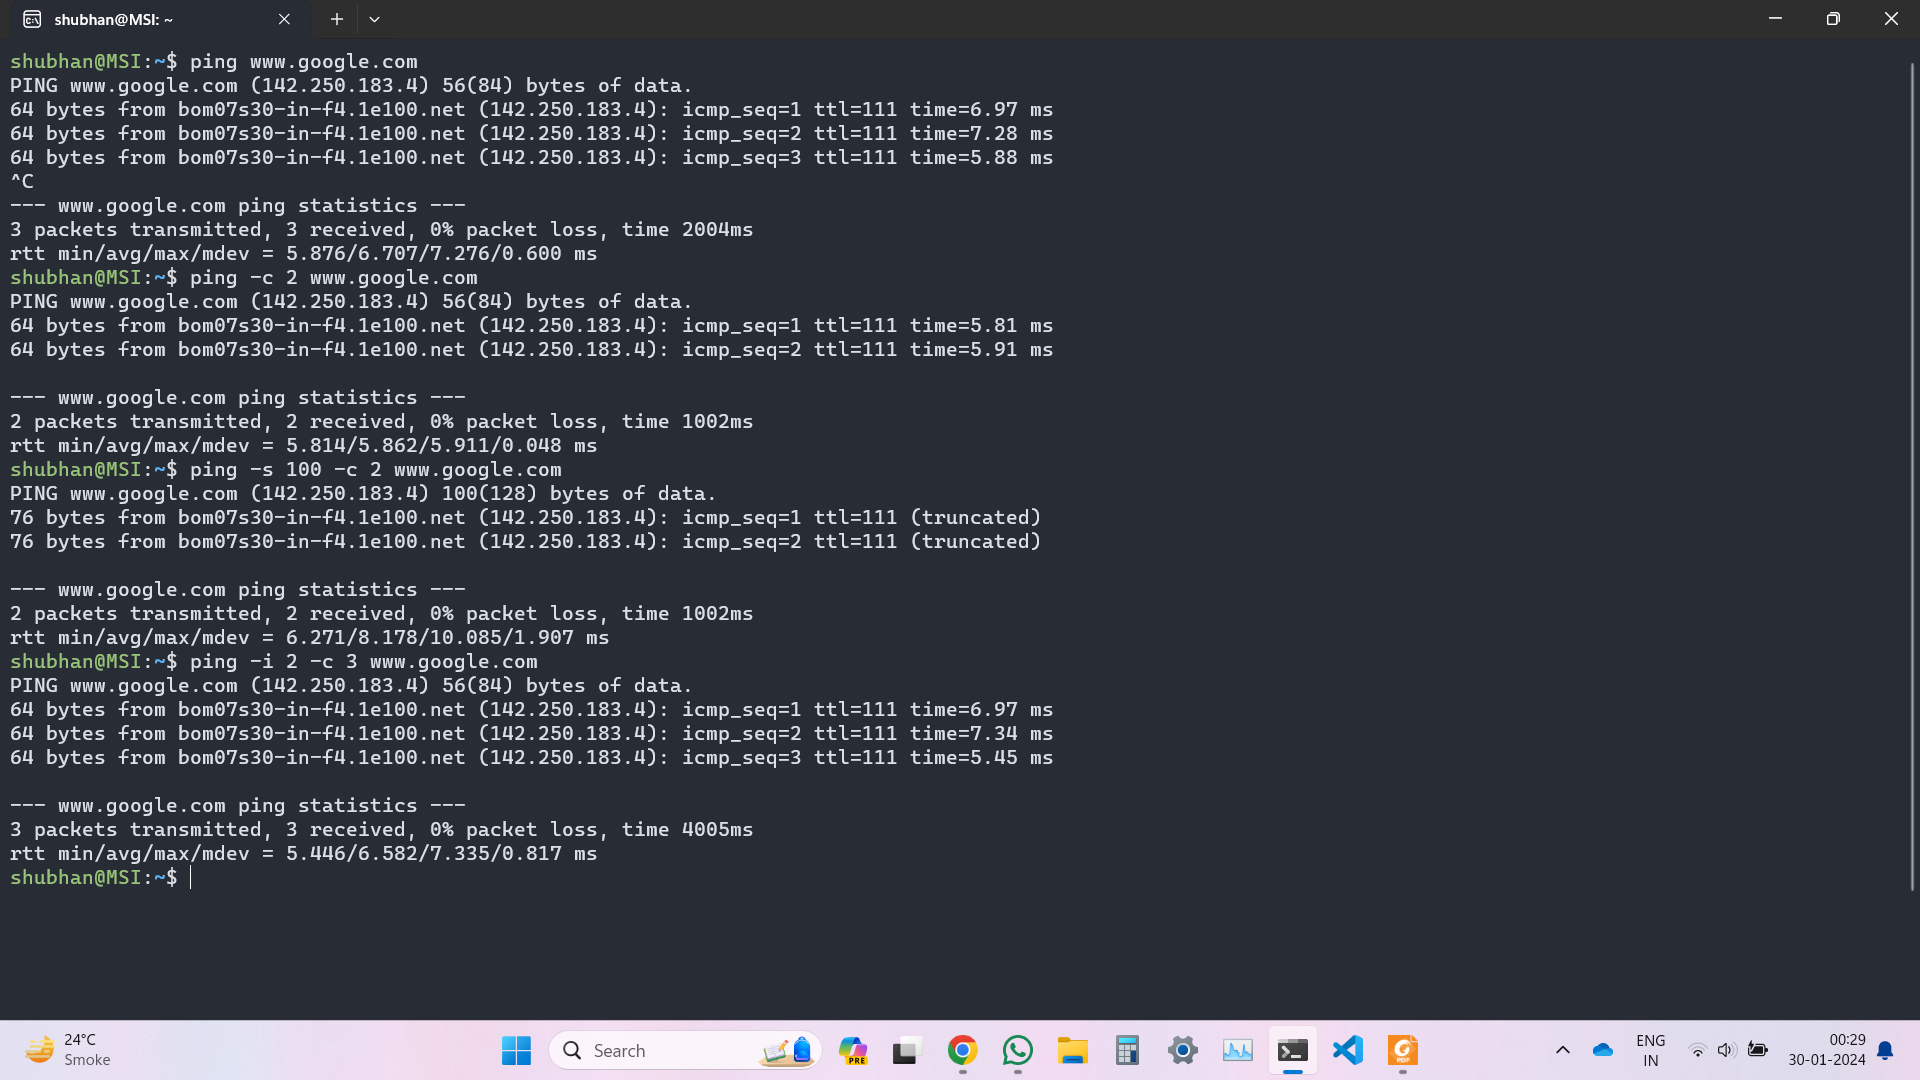 shubhan@MSI: ~
shubhan@MSI:~$ ping www.google.com
PING www.google.com (142.250.183.4) 56(84) bytes of data.
64 bytes from bom07s30-in-f4.1e100.net (142.250.183.4): icmp_seq=1 ttl=111 time=6.97 ms
64 bytes from bom07s30-in-f4.1e100.net (142.250.183.4): icmp_seq=2 ttl=111 time=7.28 ms
64 bytes from bom07s30-in-f4.1e100.net (142.250.183.4): icmp_seq=3 ttl=111 time=5.88 ms
^C
--- www.google.com ping statistics ---
3 packets transmitted, 3 received, 0% packet loss, time 2004ms
rtt min/avg/max/mdev = 5.876/6.707/7.276/0.600 ms
shubhan@MSI:~$ ping -c 2 www.google.com
PING www.google.com (142.250.183.4) 56(84) bytes of data.
64 bytes from bom07s30-in-f4.1e100.net (142.250.183.4): icmp_seq=1 ttl=111 time=5.81 ms
64 bytes from bom07s30-in-f4.1e100.net (142.250.183.4): icmp_seq=2 ttl=111 time=5.91 ms
--- www.google.com ping statistics ---
2 packets transmitted, 2 received, 0% packet loss, time 1002ms
rtt min/avg/max/mdev = 5.814/5.862/5.911/0.048 ms
shubhan@MSI:~$ ping -s 100 -c 2 www.google.com
PING www.google.com (142.250.183.4) 100(128) bytes of data.
76 bytes from bom07s30-in-f4.1e100.net (142.250.183.4): icmp_seq=1 ttl=111 (truncated)
76 bytes from bom07s30-in-f4.1e100.net (142.250.183.4): icmp_seq=2 ttl=111 (truncated)
--- www.google.com ping statistics ---
2 packets transmitted, 2 received, 0% packet loss, time 1002ms
rtt min/avg/max/mdev = 6.271/8.178/10.085/1.907 ms
shubhan@MSI:~$ ping -i 2 -c 3 www.google.com
PING www.google.com (142.250.183.4) 56(84) bytes of data.
64 bytes from bom07s30-in-f4.1e100.net (142.250.183.4): icmp_seq=1 ttl=111 time=6.97 ms
64 bytes from bom07s30-in-f4.1e100.net (142.250.183.4): icmp_seq=2 ttl=111 time=7.34 ms
64 bytes from bom07s30-in-f4.1e100.net (142.250.183.4): icmp_seq=3 ttl=111 time=5.45 ms
--- www.google.com ping statistics ---
3 packets transmitted, 3 received, 0% packet loss, time 4005ms
rtt min/avg/max/mdev = 5.446/6.582/7.335/0.817 ms
shubhan@MSI:~$
24°C
Smoke
Search
PRE
PDF
ENG
IN
00:29
30-01-2024